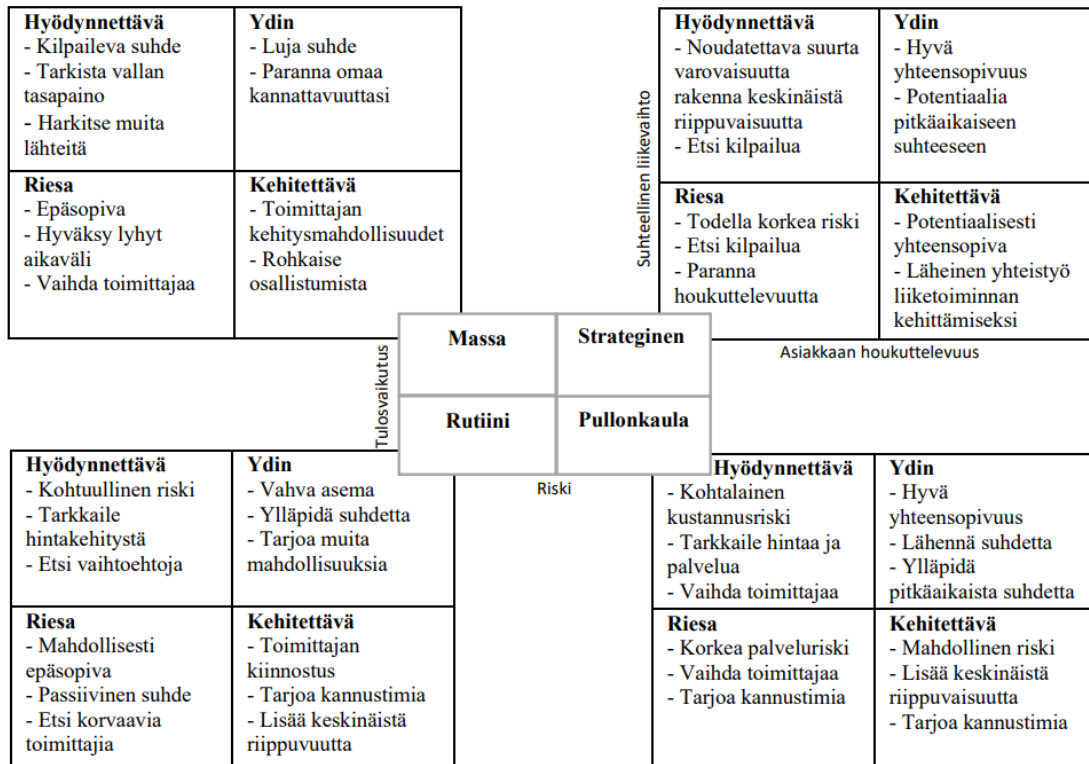 Hyödynnettävä
- Kilpaileva suhde
- Tarkista vallan
tasapaino
- Harkitse muita
lähteitä
Ydin
- Luja suhde
- Paranna omaa
kannattavuuttasi
Riesa
- Epäsopiva
- Hyväksy lyhyt
aikaväli
- Vaihda toimittajaa
Kehitettävä
- Toimittajan
kehitysmahdollisuudet
- Rohkaise
osallistumista
Suhteellinen liikevaihto
Hyödynnettävä
- Noudatettava suurta
varovaisuutta
rakenna keskinäistä
riippuvaisuutta
- Etsi kilpailua
Ydin
- Hyvä
yhteensopivuus
- Potentiaalia
pitkäaikaiseen
suhteeseen
Riesa
- Todella korkea riski
- Etsi kilpailua
- Paranna
houkuttelevuutta
Kehitettävä
- Potentiaalisesti
yhteensopiva
- Läheinen yhteistyö
liiketoiminnan
kehittämiseksi
Asiakkaan houkuttelevuus
Tulosvaikutus
Massa
Strateginen
Rutiini
Pullonkaula
Riski
Hyödynnettävä
- Kohtuullinen riski
- Tarkkaile
hintakehitystä
- Etsi vaihtoehtoja
Ydin
- Vahva asema
- Ylläpidä suhdetta
- Tarjoa muita
mahdollisuuksia
Riesa
- Mahdollisesti
epäsopiva
- Passiivinen suhde
- Etsi korvaavia
toimittajia
Kehitettävä
- Toimittajan
kiinnostus
- Tarjoa kannustimia
- Lisää keskinäistä
riippuvuutta
Hyödynnettävä
- Kohtalainen
kustannusriski
- Tarkkaile hintaa ja
palvelua
- Vaihda toimittajaa
Ydin
- Hyvä
yhteensopivuus
- Lähennä suhdetta
- Ylläpidä
pitkäaikaista suhdetta
Riesa
- Korkea palveluriski
- Vaihda toimittajaa
- Tarjoa kannustimia
Kehitettävä
- Mahdollinen riski
- Lisää keskinäistä
riippuvaisuutta
- Tarjoa kannustimia